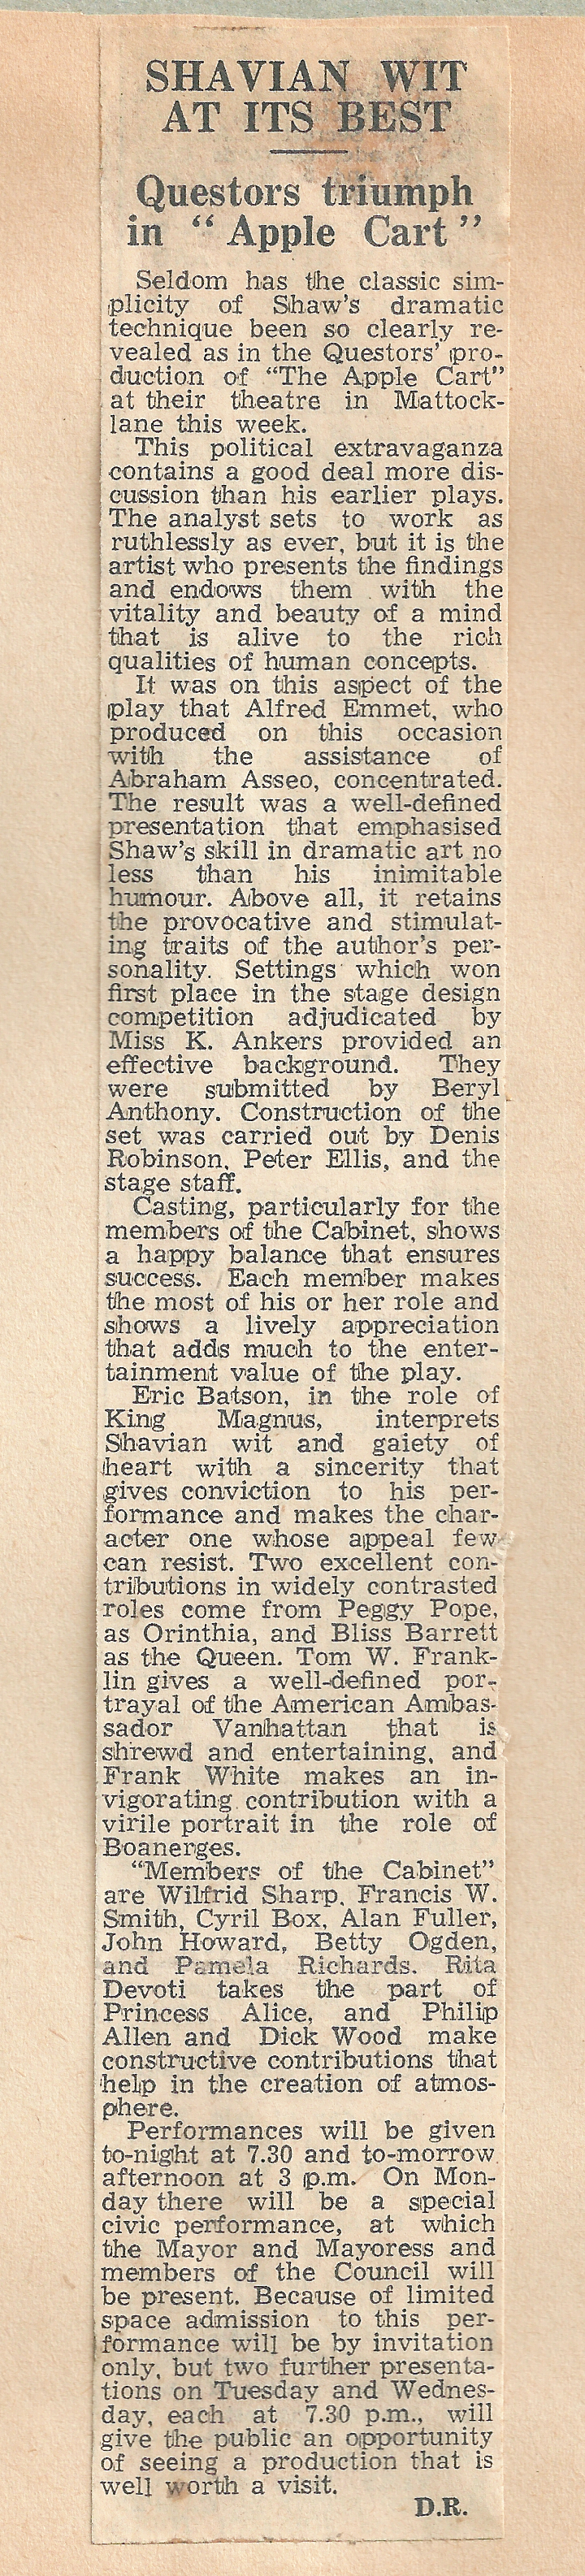 SHAVIAN WIT
AT ITS BEST
Questors triumph
in “ Apple Cart ”
Seldom has the classic sim-
plicity of Shaw's dramatic
technique been so clearly re-
vealed as in the Questors' pro-
duction of “The Apple Cart”
at their theatre in Mattock-
lane this week.
This political extravaganza
contains a good deal more dis-
cussion than his earlier plays.
The analyst sets to work as
ruthlessly as ever, but it is the
artist who presents the findings
and endows them with the
vitality and beauty of a mind
that is alive to the rich
qualities of human concepts.
It was on this aspect of the
play that Alfred Emmet, who
produced on this occasion
with the assistance of
Abraham Asseo, concentrated.
The result was a well-defined
presentation that emphasised
Shaw's skill in dramatic art no
less than his inimitable
humour. Above all, it retains
the provocative and stimulat-
ing traits of the author's per-
sonality. Settings which won
first place in the stage design
competition adjudicated by
Miss K. Ankers provided an
effective background. They
were submitted by Beryl
Anthony. Construction of the
set was carried out by Denis
Robinson, Peter Ellis, and the
stage staff.
Casting, particularly for the
members of the Cabinet, shows
a happy balance that ensures
success. Each member makes
the most of his or her role and
shows a lively appreciation
that adds much to the enter-
tainment value of the play.
Eric Batson, in the role of
King Magnus, interprets
Shavian wit and gaiety of
heart with a sincerity that
gives conviction to his per-
formance and makes the char-
acter one whose appeal few
can resist. Two excellent con-
tributions in widely contrasted
roles come from Peggy Pope,
as Orinthia, and Bliss Barrett
as the Queen. Tom W. Frank-
lin gives a well-defined por-
trayal of the American Ambas-
sador Vanhattan that is
shrewd and entertaining, and
Frank White makes an in-
vigorating contribution with a
virile portrait in the role of
Boanerges.
“Members of the Cabinet”
are Wilfrid Sharp, Francis W.
Smith, Cyril Box, Alan Fuller,
John Howard, Betty Ogden,
and Pamela Richards. Rita
Devoti takes the part of
Princess Alice, and Philip
Allen and Dick Wood make
constructive contributions that
help in the creation of atmos-
phere.
Performances will be given
to-night at 7.30 and to-morrow
afternoon at 3 p.m. On Mon-
day there will be a special
civic performance, at which
the Mayor and Mayoress and
members of the Council will
be present. Because of limited
space admission to this per-
formance will be by invitation
only, but two further presenta-
tions on Tuesday and Wednes-
day, each at 7.30 p.m., will
give the public an opportunity
of seeing a production that is
well worth a visit.
D.R.